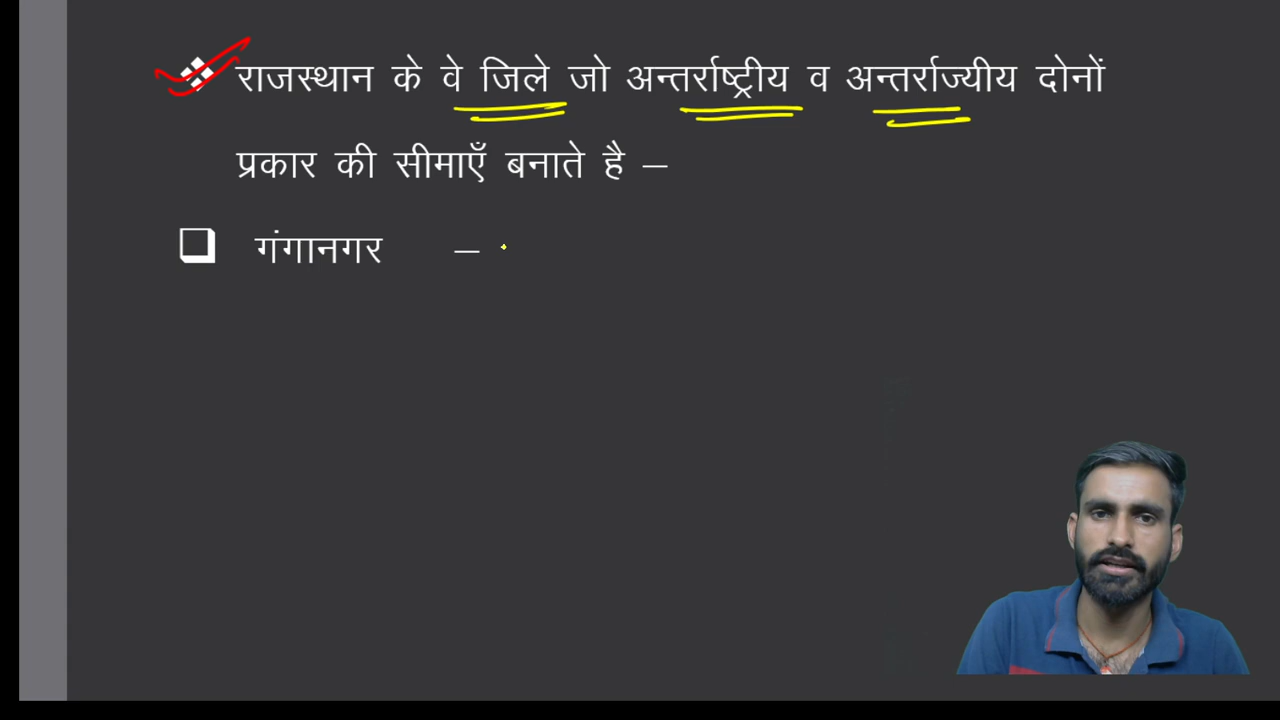 ❖ राजस्थान के वे जिले जो अन्तर्राष्ट्रीय व अन्तर्राज्यीय दोनों
प्रकार की सीमाएँ बनाते है –
❑ गंगानगर –